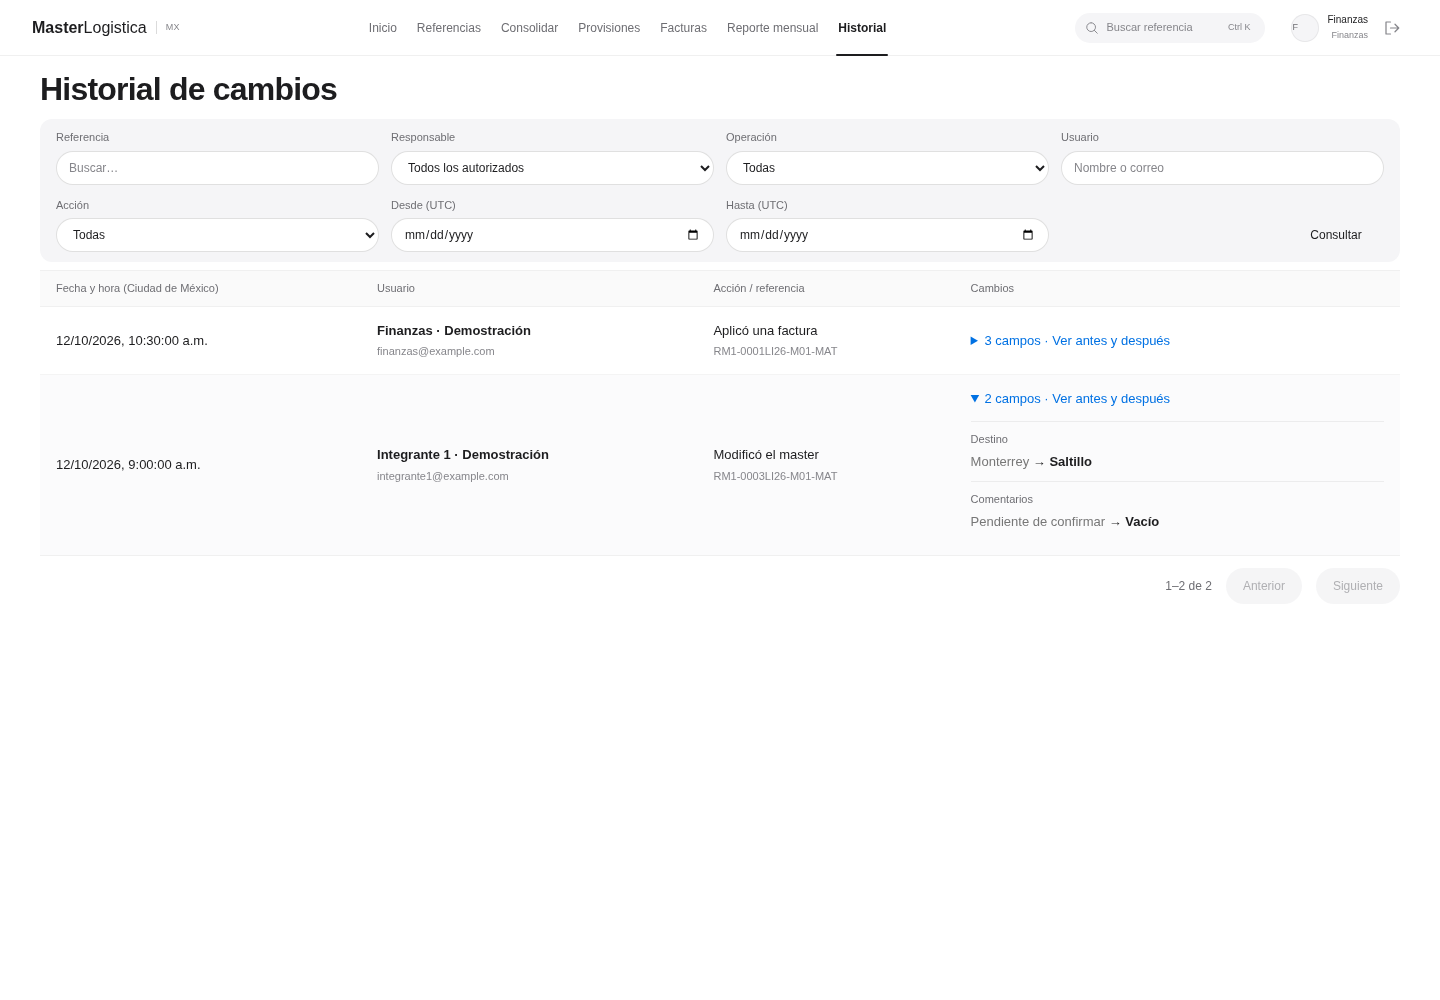 MasterLogistica MX Inicio Referencias Consolidar Provisiones Facturas Reporte mensual Historial Buscar referencia Ctrl K F Finanzas
Finanzas
Historial de cambios
Referencia Responsable Operación Usuario
Buscar… Todos los autorizados Todas Nombre o correo
Acción Desde (UTC) Hasta (UTC)
Todas mm/dd/yyyy mm/dd/yyyy Consultar
Fecha y hora (Ciudad de México) Usuario Acción / referencia Cambios
12/10/2026, 10:30:00 a.m. Finanzas · Demostración Aplicó una factura 3 campos · Ver antes y después
finanzas@example.com RM1-0001LI26-M01-MAT
2 campos · Ver antes y después
Destino
Monterrey → Saltillo
12/10/2026, 9:00:00 a.m. Integrante 1 · Demostración Modificó el master
integrante1@example.com RM1-0003LI26-M01-MAT
Comentarios
Pendiente de confirmar → Vacío
1–2 de 2 Anterior Siguiente